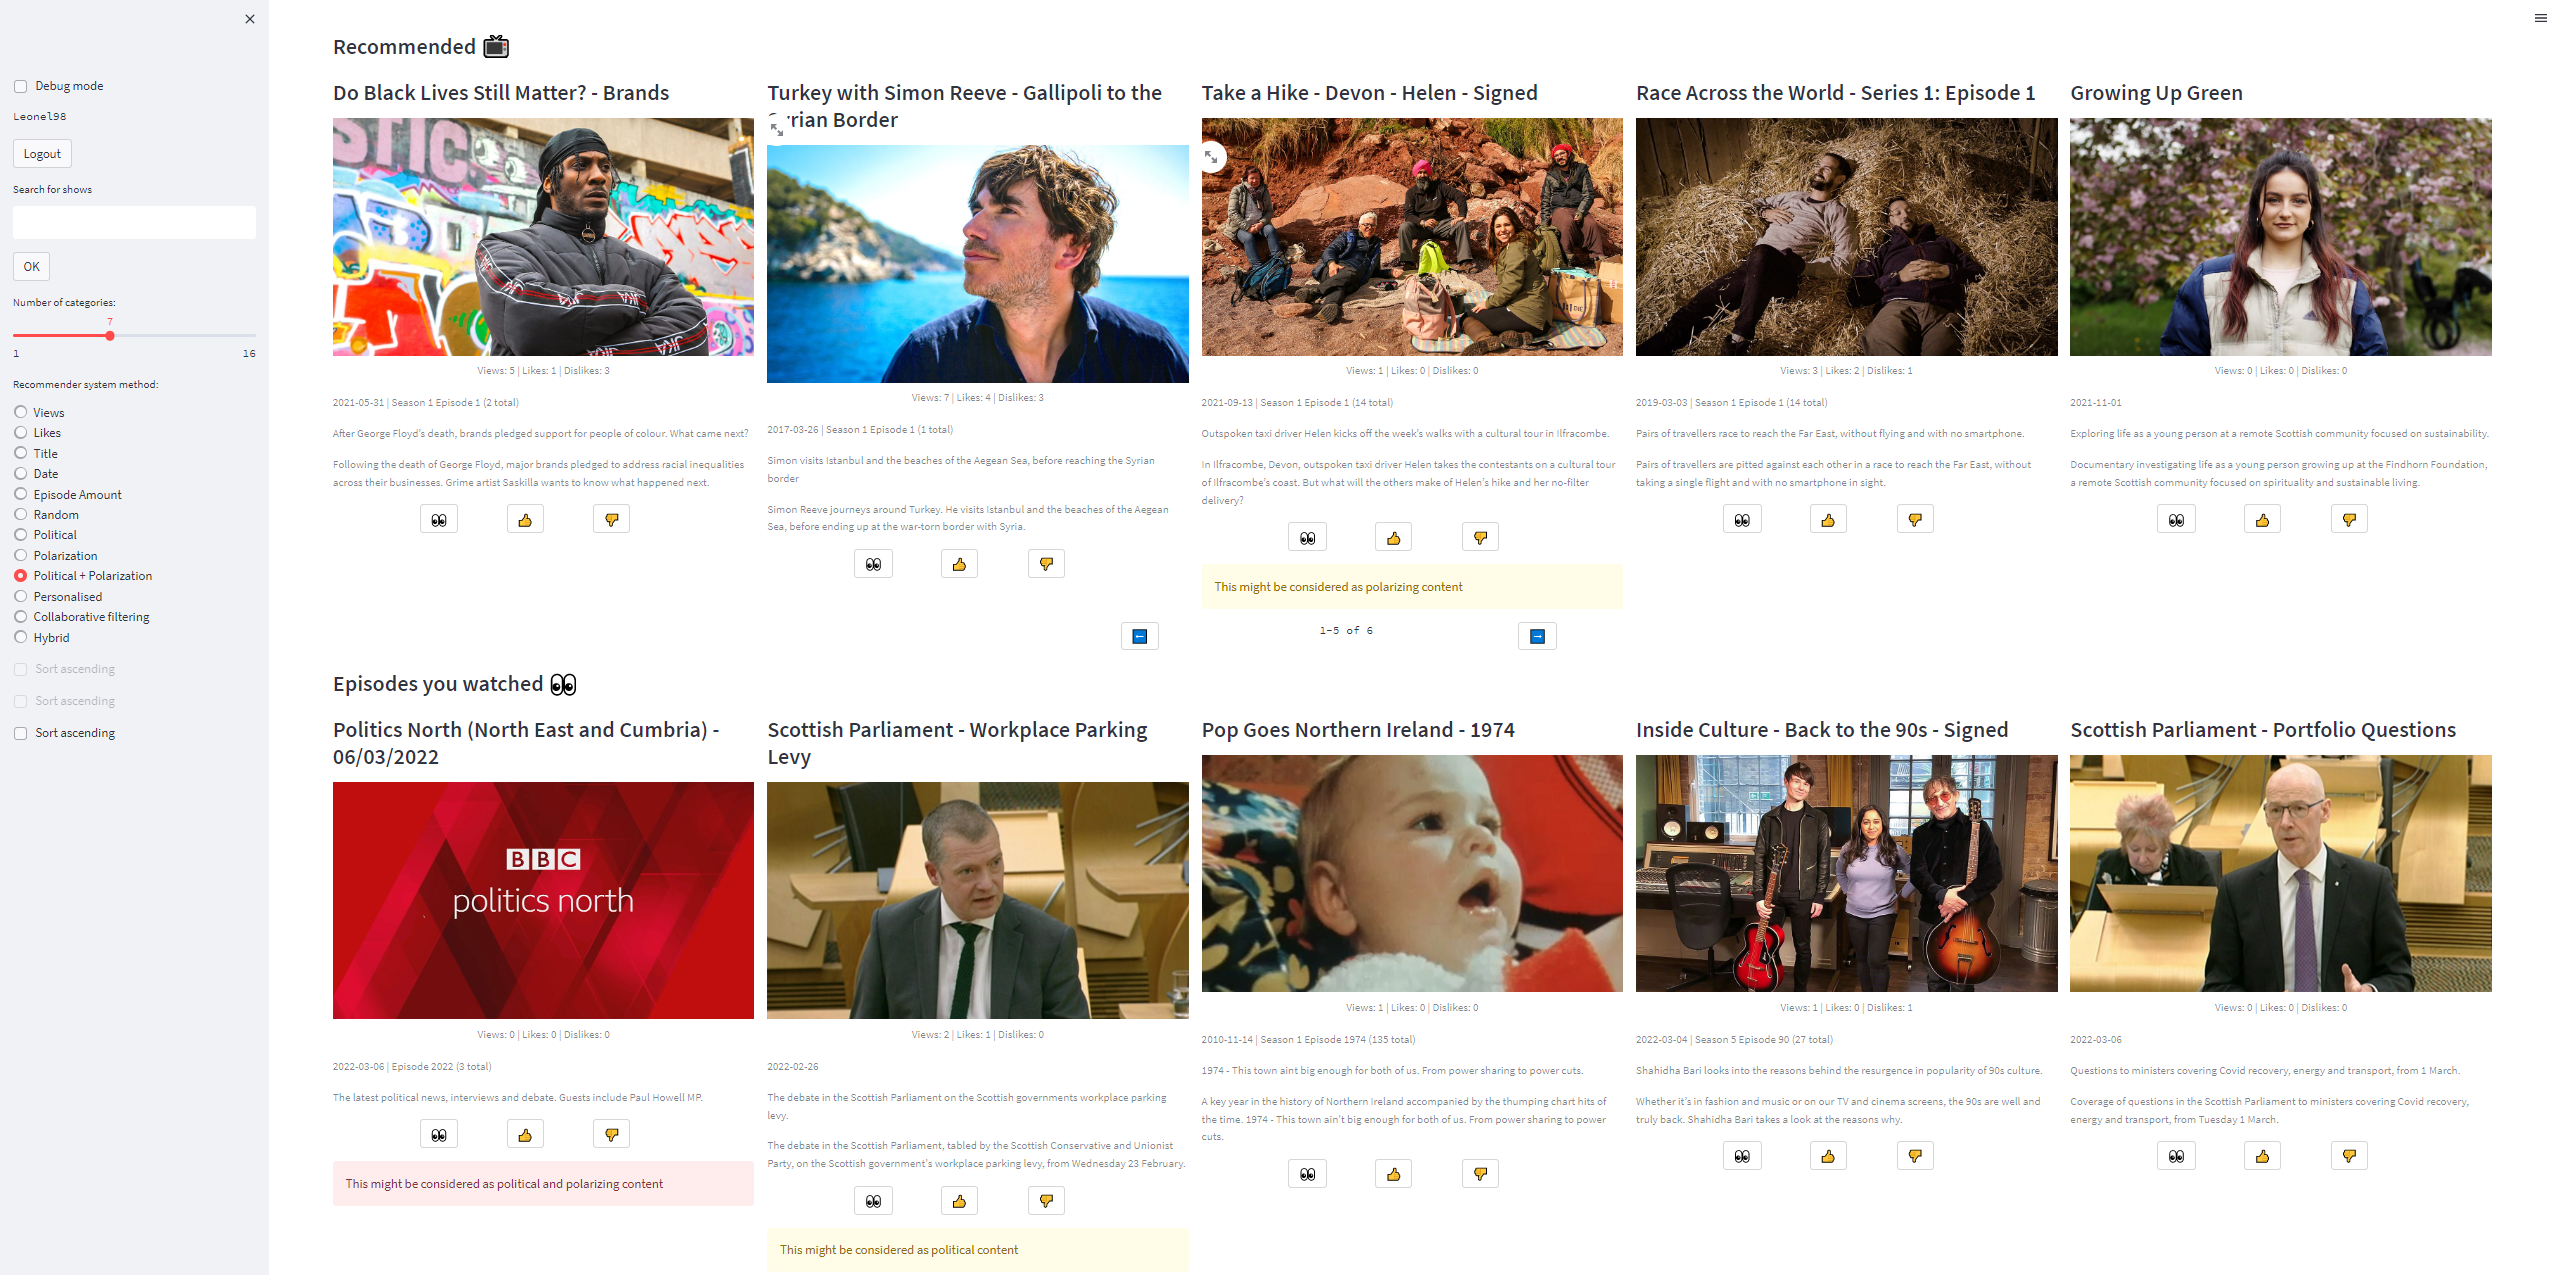 Debug mode
Leonel98
Logout
Search for shows
OK
Number of categories:
7
1 16
Recommender system method:
Views
Likes
Title
Date
Episode Amount
Random
Political
Polarization
Political + Polarization
Personalised
Collaborative filtering
Hybrid
Sort ascending
Sort ascending
Sort ascending
Recommended
Do Black Lives Still Matter? - Brands
Views: 5 | Likes: 1 | Dislikes: 3
2021-05-31 | Season 1 Episode 1 (2 total)
After George Floyd's death, brands pledged support for people of colour. What came next?
Following the death of George Floyd, major brands pledged to address racial inequalities
across their businesses. Grime artist Saskilla wants to know what happened next.
Turkey with Simon Reeve - Gallipoli to the
Syrian Border
Views: 7 | Likes: 4 | Dislikes: 3
2017-03-26 | Season 1 Episode 1 (1 total)
Simon visits Istanbul and the beaches of the Aegean Sea, before reaching the Syrian
border
Simon Reeve journeys around Turkey. He visits Istanbul and the beaches of the Aegean
Sea, before ending up at the war-torn border with Syria.
Take a Hike - Devon - Helen - Signed
Views: 1 | Likes: 0 | Dislikes: 0
2021-09-13 | Season 1 Episode 1 (14 total)
Outspoken taxi driver Helen kicks off the week's walks with a cultural tour in Ilfracombe.
In Ilfracombe, Devon, outspoken taxi driver Helen takes the contestants on a cultural tour
of Ilfracombe's coast. But what will the others make of Helen's hike and her no-filter
delivery?
This might be considered as polarizing content
Race Across the World - Series 1: Episode 1
Views: 3 | Likes: 2 | Dislikes: 1
2019-03-03 | Season 1 Episode 1 (14 total)
Pairs of travellers race to reach the Far East, without flying and with no smartphone.
Pairs of travellers are pitted against each other in a race to reach the Far East, without
taking a single flight and with no smartphone in sight.
Growing Up Green
Views: 0 | Likes: 0 | Dislikes: 0
2021-11-01
Exploring life as a young person at a remote Scottish community focused on sustainability.
Documentary investigating life as a young person growing up at the Findhorn Foundation,
a remote Scottish community focused on spirituality and sustainable living.
1-5 of 6
Episodes you watched
Politics North (North East and Cumbria) -
06/03/2022
BBC
politics north
Views: 0 | Likes: 0 | Dislikes: 0
2022-03-06 | Episode 2022 (3 total)
The latest political news, interviews and debate. Guests include Paul Howell MP.
This might be considered as political and polarizing content
Scottish Parliament - Workplace Parking
Levy
Views: 2 | Likes: 1 | Dislikes: 0
2022-02-26
The debate in the Scottish Parliament on the Scottish governments workplace parking
levy.
The debate in the Scottish Parliament, tabled by the Scottish Conservative and Unionist
Party, on the Scottish government's workplace parking levy, from Wednesday 23 February.
This might be considered as political content
Pop Goes Northern Ireland - 1974
Views: 1 | Likes: 0 | Dislikes: 0
2010-11-14 | Season 1 Episode 1974 (135 total)
1974 - This town aint big enough for both of us. From power sharing to power cuts.
A key year in the history of Northern Ireland accompanied by the thumping chart hits of
the time. 1974 - This town ain't big enough for both of us. From power sharing to power
cuts.
Inside Culture - Back to the 90s - Signed
Views: 1 | Likes: 0 | Dislikes: 1
2022-03-04 | Season 5 Episode 90 (27 total)
Shahidha Bari looks into the reasons behind the resurgence in popularity of 90s culture.
Whether it's in fashion and music or on our TV and cinema screens, the 90s are well and
truly back. Shahidha Bari takes a look at the reasons why.
Scottish Parliament - Portfolio Questions
Views: 0 | Likes: 0 | Dislikes: 0
2022-03-06
Questions to ministers covering Covid recovery, energy and transport, from 1 March.
Coverage of questions in the Scottish Parliament to ministers covering Covid recovery,
energy and transport, from Tuesday 1 March.